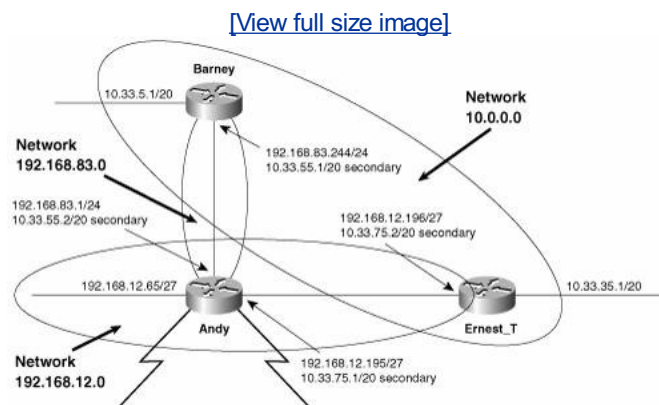 [View full size image]
Barney
10.33.5.1/20
Network
10.0.0.0
Network
192.168.83.0
192.168.83.244/24
10.33.55.1/20 secondary
192.168.83.1/24
10.33.55.2/20 secondary
192.168.12.196/27
10.33.75.2/20 secondary
192.168.12.65/27
10.33.35.1/20
Andy
Ernest_T
Network
192.168.12.0
192.168.12.195/27
10.33.75.1/20 secondary